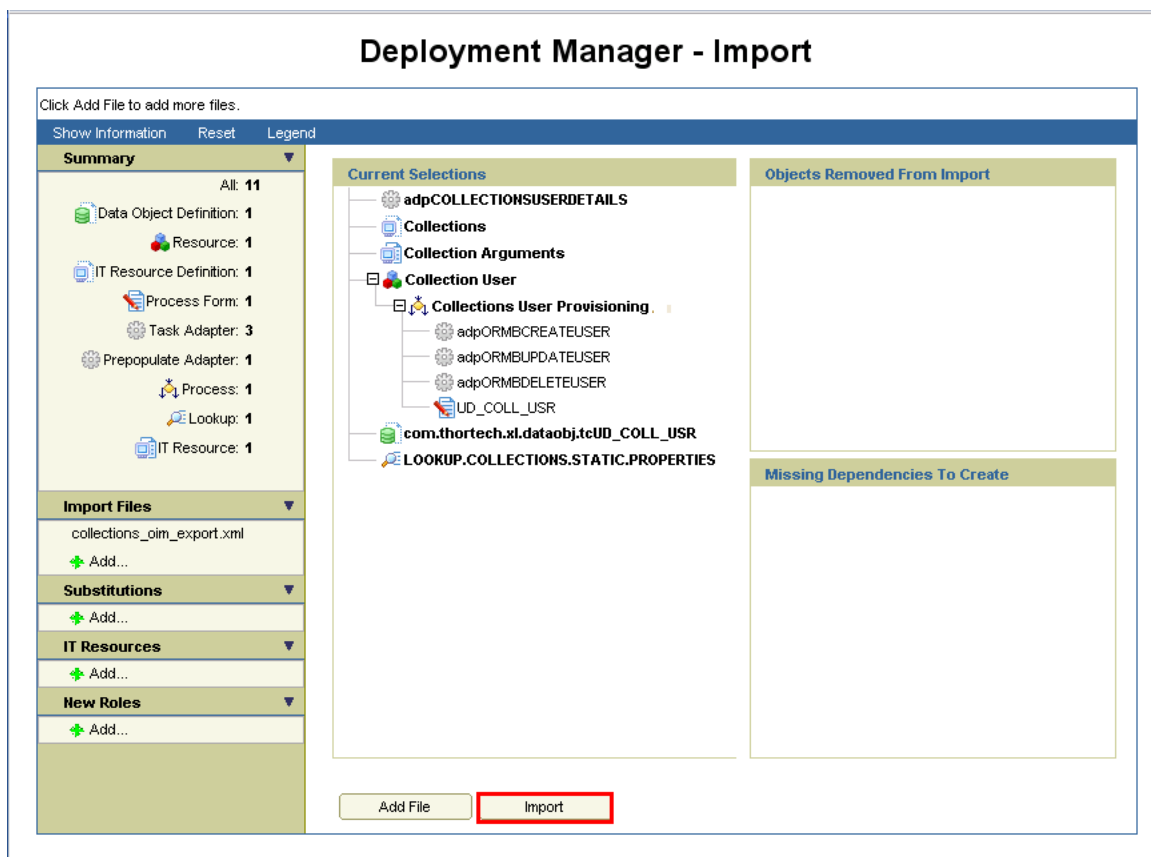 Deployment Manager - Import
Click Add File to add more files.
Show Information Reset Legend
Summary
All: 11
Data Object Definition: 1
Resource: 1
IT Resource Definition: 1
Process Form: 1
Task Adapter: 3
Prepopulate Adapter: 1
Process: 1
Lookup: 1
IT Resource: 1
Import Files
collections_oim_export.xml
Add...
Substitutions
Add...
IT Resources
Add...
New Roles
Add...
Current Selections
adpCOLLECTIONSUSERDETAILS
Collections
Collection Arguments
Collection User
Collections User Provisioning
adpORMBCREATEUSER
adpORMBUPDATEUSER
adpORMBDELETEUSER
UD_COLL_USR
com.thortech.xl.dataobj.tcUD_COLL_USR
LOOKUP.COLLECTIONS.STATIC.PROPERTIES
Objects Removed From Import
Missing Dependencies To Create
Add File
Import